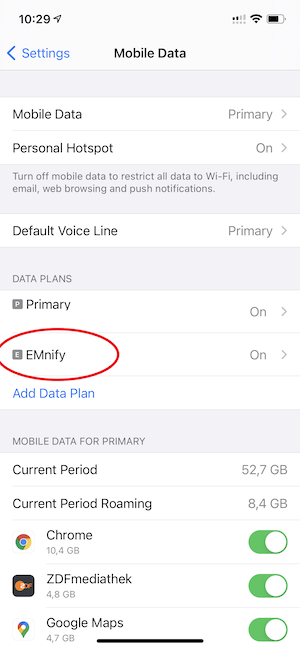 10:29
Settings
Mobile Data
Mobile Data Primary
Personal Hotspot On
Turn off mobile data to restrict all data to Wi-Fi, including
email, web browsing and push notifications.
Default Voice Line Primary
DATA PLANS
P Primary
On
E EMnify On
Add Data Plan
MOBILE DATA FOR PRIMARY
Current Period 52,7 GB
Current Period Roaming 8,4 GB
Chrome
10,4 GB
ZDFmediathek
4,8 GB
Google Maps
4,7 GB